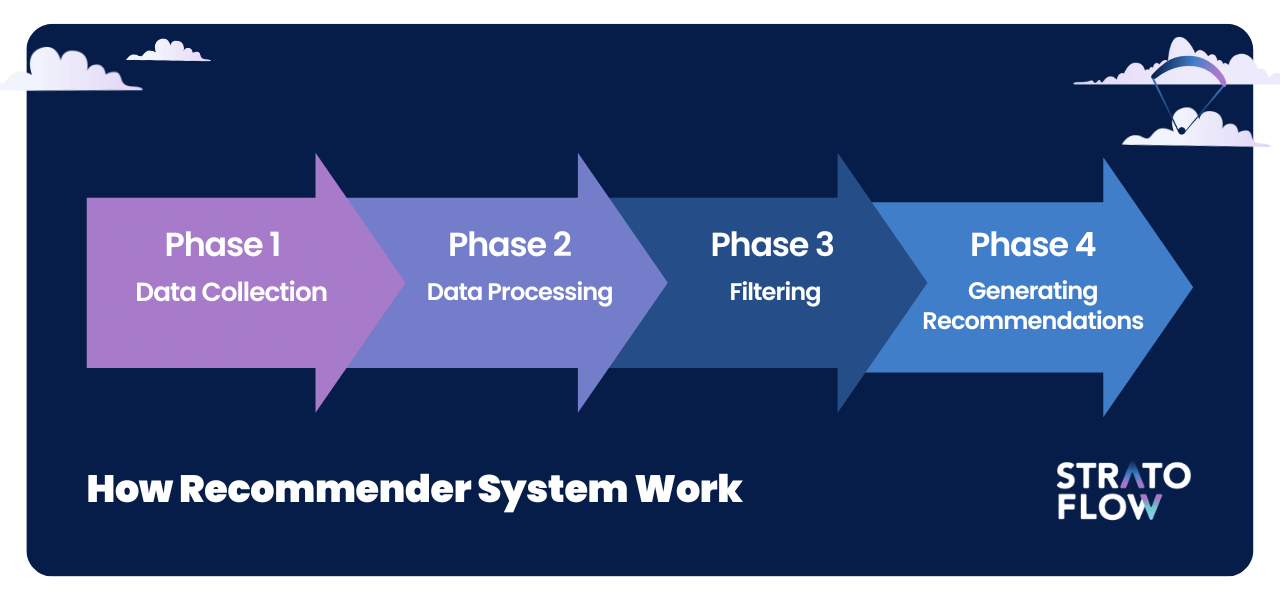 Phase 1
Data Collection
Phase 2
Data Processing
Phase 3
Filtering
Phase 4
Generating
Recommendations
How Recommender System Work
STRATO
FLOW